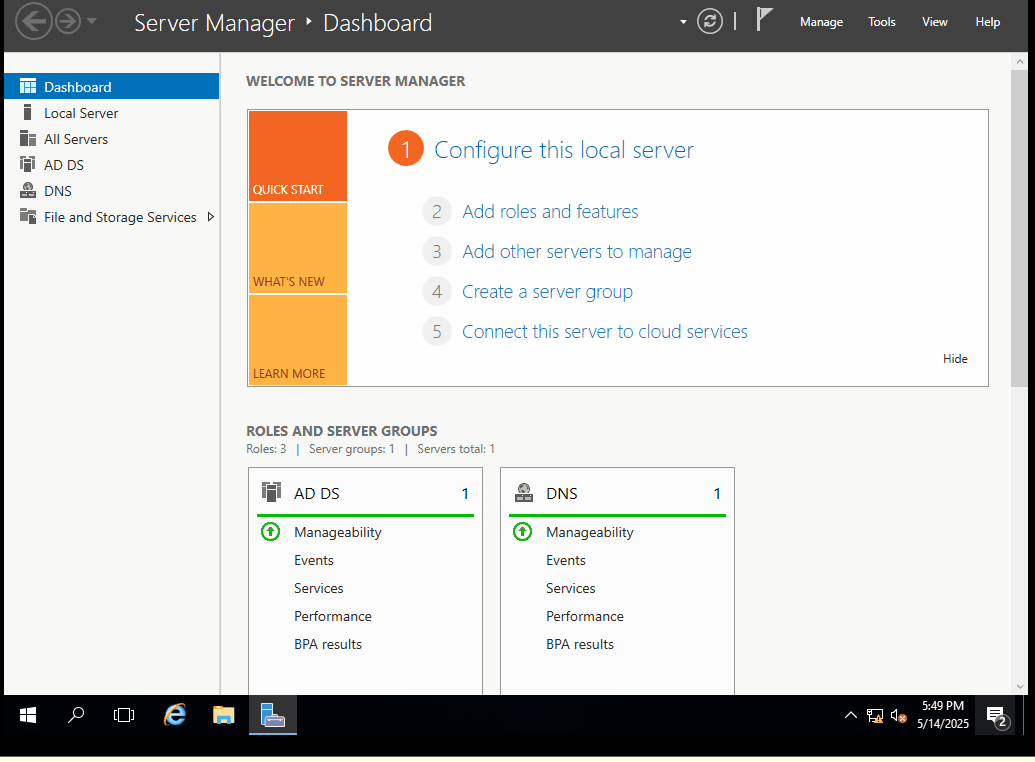 Server Manager ‣ Dashboard
Manage Tools View Help
Dashboard
Local Server
All Servers
AD DS
DNS
File and Storage Services
WELCOME TO SERVER MANAGER
QUICK START
WHAT'S NEW
LEARN MORE
1 Configure this local server
2 Add roles and features
3 Add other servers to manage
4 Create a server group
5 Connect this server to cloud services
Hide
ROLES AND SERVER GROUPS
Roles: 3 | Server groups: 1 | Servers total: 1
AD DS 1
Manageability
Events
Services
Performance
BPA results
DNS 1
Manageability
Events
Services
Performance
BPA results
5:49 PM
5/14/2025
2